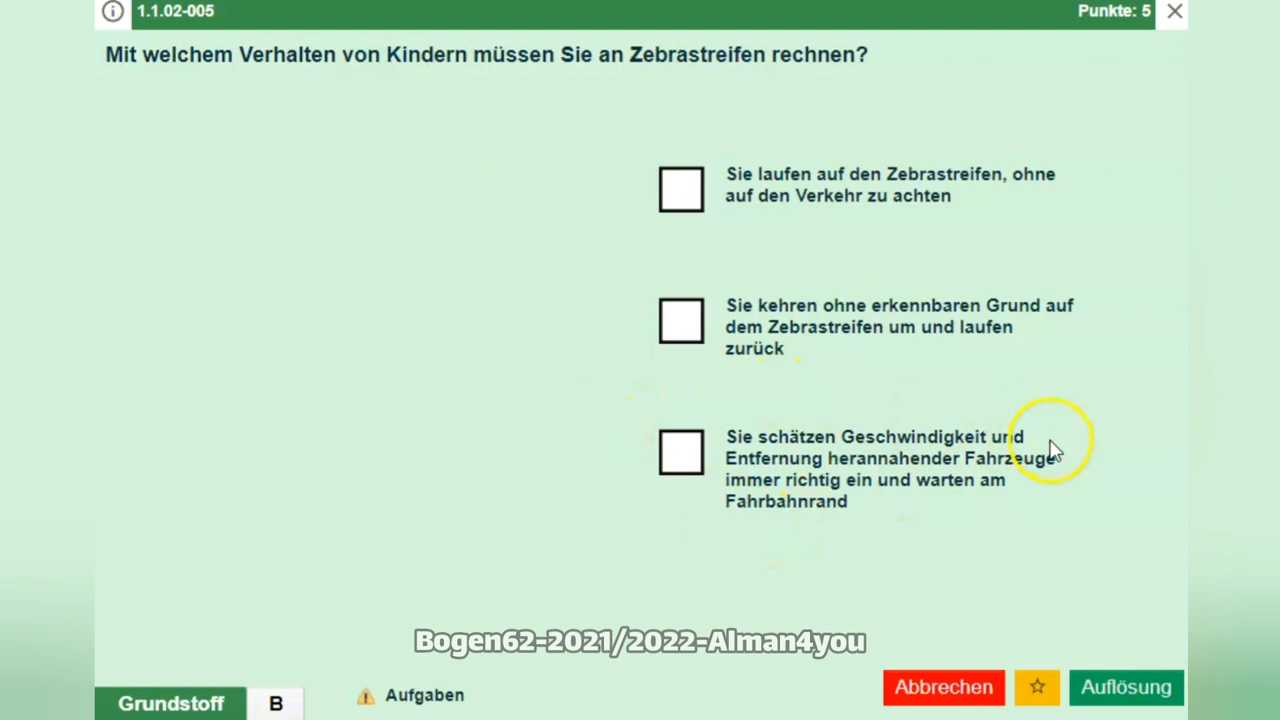 1.1.02-005
Punkte: 5
Mit welchem Verhalten von Kindern müssen Sie an Zebrastreifen rechnen?
Sie laufen auf den Zebrastreifen, ohne
auf den Verkehr zu achten
Sie kehren ohne erkennbaren Grund auf
dem Zebrastreifen um und laufen
zurück
Sie schätzen Geschwindigkeit und
Entfernung herannahender Fahrzeuge
immer richtig ein und warten am
Fahrbahnrand
Bogen62-2021/2022-Alman4you
Grundstoff
B
Aufgaben
Abbrechen
Auflösung